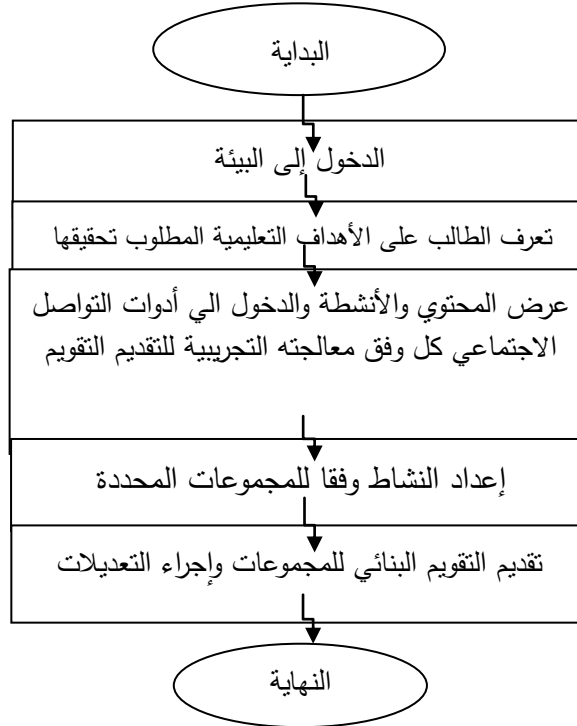 البداية
الدخول إلى البيئة
تعرف الطالب على الأهداف التعليمية المطلوب تحقيقها
عرض المحتوي والأنشطة والدخول الي أدوات التواصل
الاجتماعي كل وفق معالجته التجريبية للتقديم التقويم
إعداد النشاط وفقا للمجموعات المحددة
تقديم التقويم البنائي للمجموعات وإجراء التعديلات
النهاية